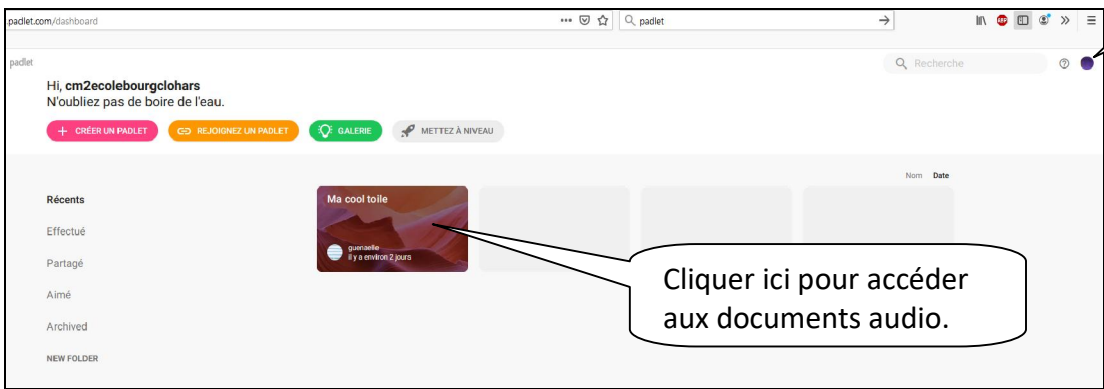 .padlet.com/dashboard
padlet
padlet
Recherche
Hi, cm2ecolebourgclohars
N'oubliez pas de boire de l'eau.
+ CRÉER UN PADLET
REJOIGNEZ UN PADLET
GALERIE
METTEZ À NIVEAU
Nom Date
Récents
Effectué
Partagé
Aimé
Archived
NEW FOLDER
Ma cool toile
guenaelle
il y a environ 2 jours
Cliquer ici pour accéder
aux documents audio.